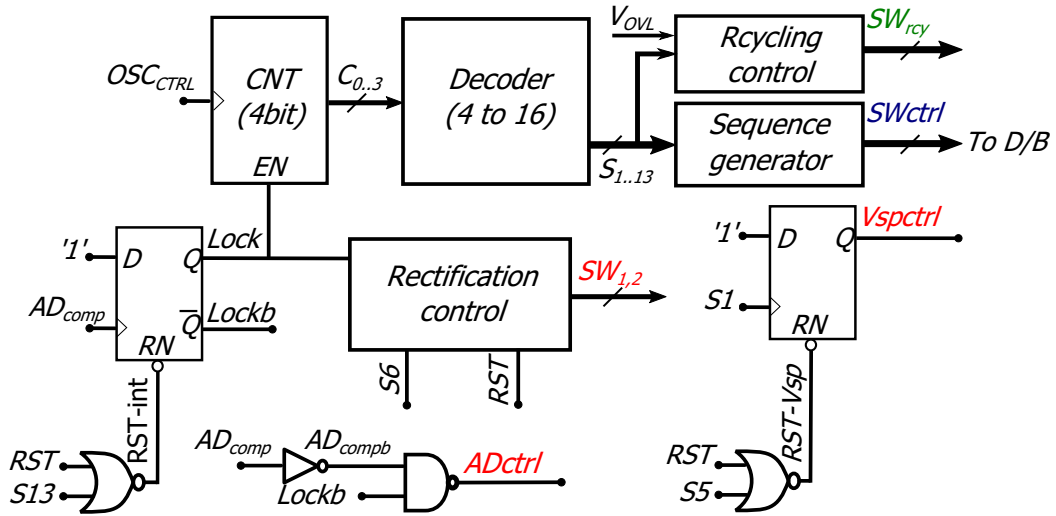 V_OVL
SW_rcy
Rcycling
control
OSC_CTRL
CNT
(4bit)
EN
C_0..3
Decoder
(4 to 16)
S_1..13
Sequence
generator
SWctrl
To D/B
'1'
D
Q
Lock
AD_comp
Q̅
Lockb
RN
RST-int
RST
S13
Rectification
control
SW_1,2
S6
RST
AD_comp
AD_compb
Lockb
ADctrl
'1'
D
Q
Vspctrl
S1
RN
RST-Vsp
RST
S5